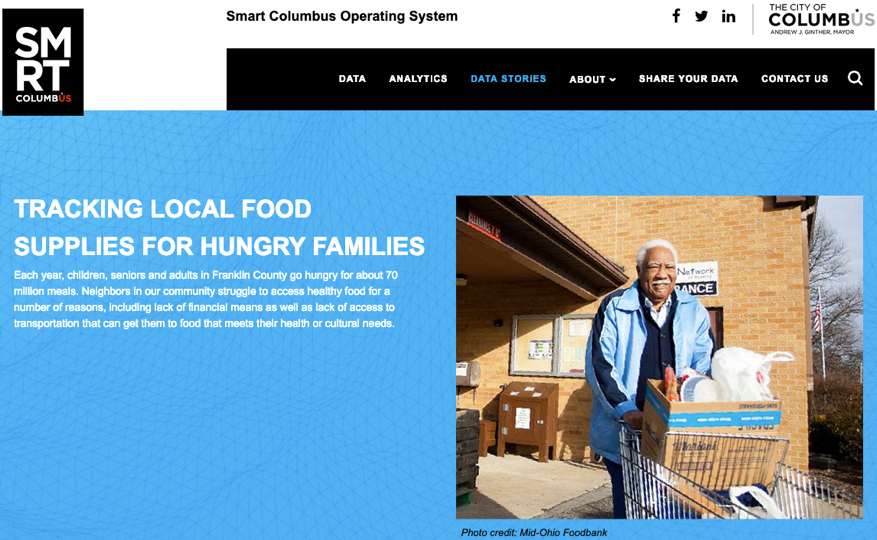 SM
RT
COLUMBUS
Smart Columbus Operating System
THE CITY OF
COLUMBUS
ANDREW J. GINTHER, MAYOR
DATA
ANALYTICS
DATA STORIES
ABOUT
SHARE YOUR DATA
CONTACT US
TRACKING LOCAL FOOD
SUPPLIES FOR HUNGRY FAMILIES
Each year, children, seniors and adults in Franklin County go hungry for about 70
million meals. Neighbors in our community struggle to access healthy food for a
number of reasons, including lack of financial means as well as lack of access to
transportation that can get them to food that meets their health or cultural needs.
Network
RANCE
FRAGILE
Photo credit: Mid-Ohio Foodbank